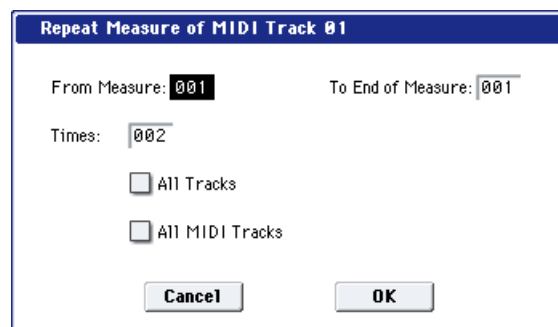 Repeat Measure of MIDI Track 01
From Measure: 001 To End of Measure: 001
Times: 002
All Tracks
All MIDI Tracks
Cancel OK